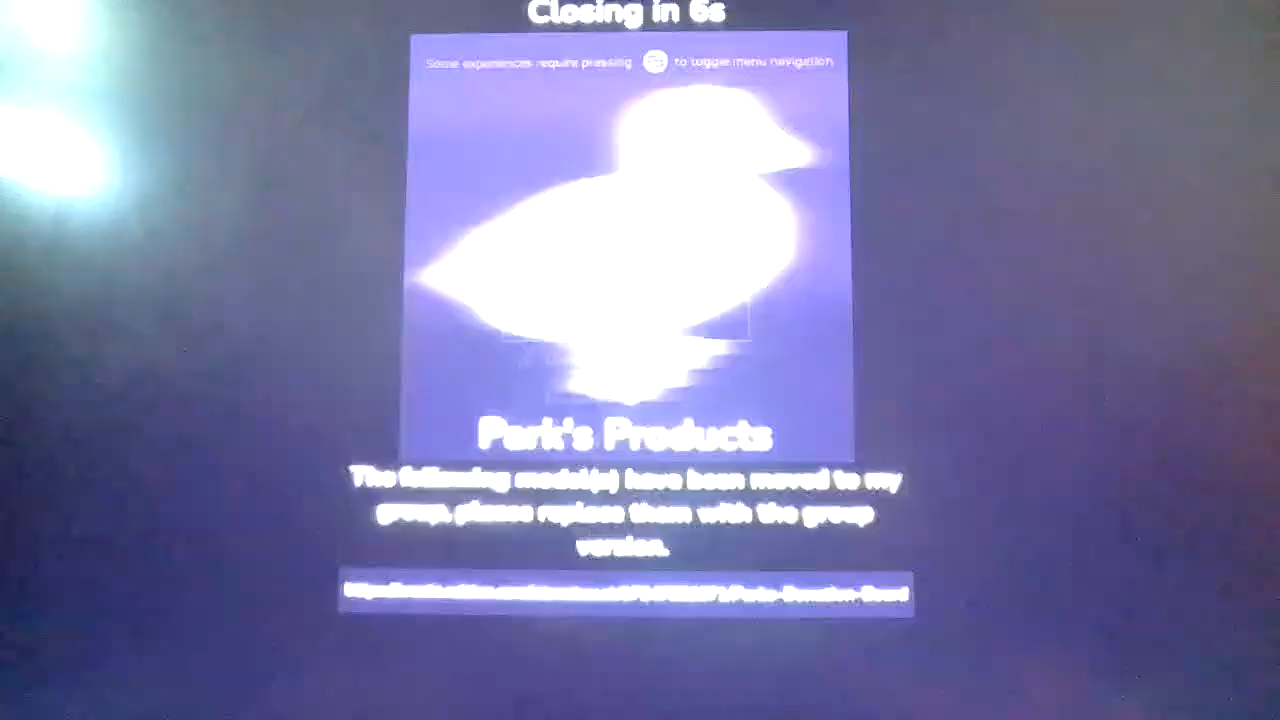 Closing in 6s
Some experiences require pressing to toggle menu navigation
Park's Products
The following model(s) have been moved to my
group, please replace them with the group
version.